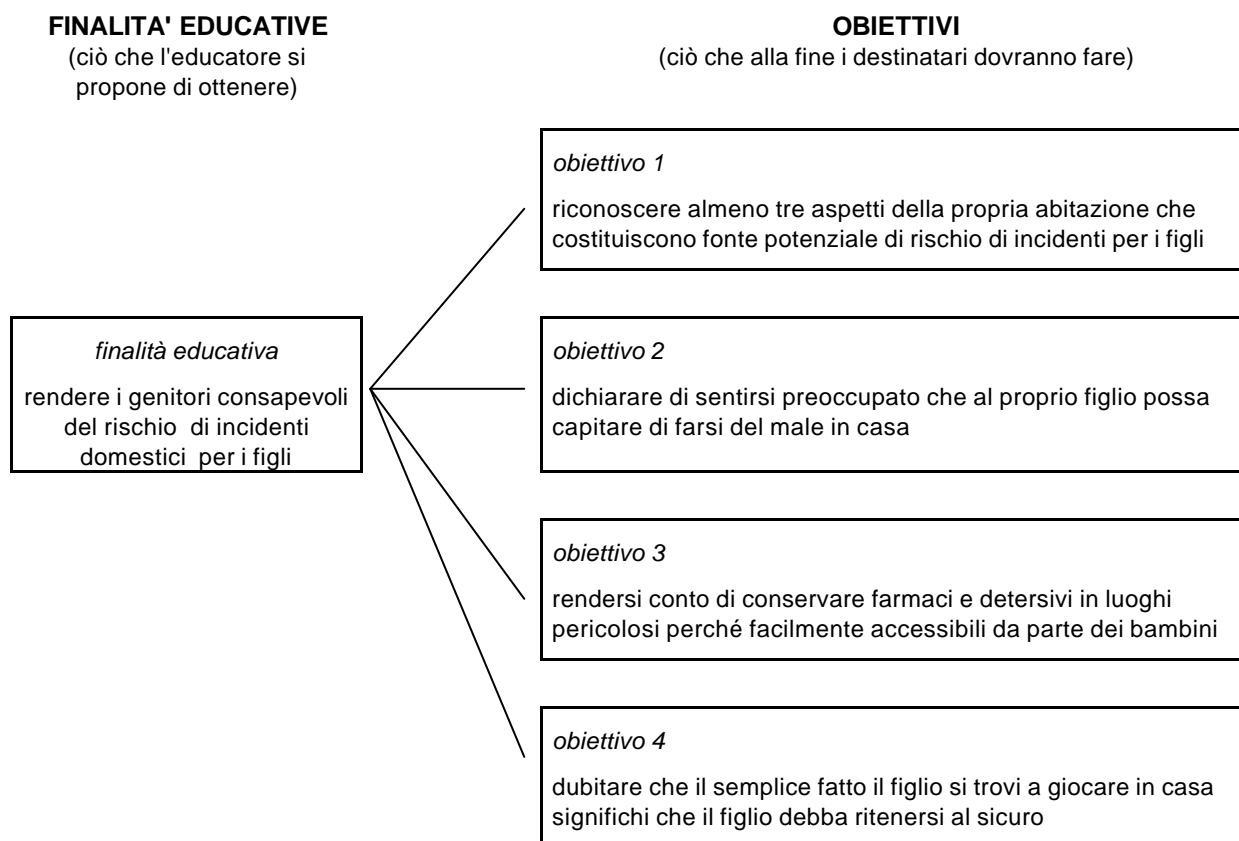 FINALITA' EDUCATIVE
(ciò che l'educatore si
propone di ottenere)
OBIETTIVI
(ciò che alla fine i destinatari dovranno fare)
obiettivo 1
riconoscere almeno tre aspetti della propria abitazione che
costituiscono fonte potenziale di rischio di incidenti per i figli
finalità educativa
rendere i genitori consapevoli
del rischio di incidenti
domestici per i figli
obiettivo 2
dichiarare di sentirsi preoccupato che al proprio figlio possa
capitare di farsi del male in casa
obiettivo 3
rendersi conto di conservare farmaci e detersivi in luoghi
pericolosi perché facilmente accessibili da parte dei bambini
obiettivo 4
dubitare che il semplice fatto il figlio si trovi a giocare in casa
significhi che il figlio debba ritenersi al sicuro